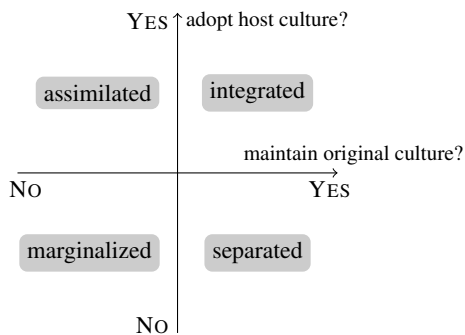 YES adopt host culture?
assimilated integrated
maintain original culture?
NO YES
marginalized separated
NO